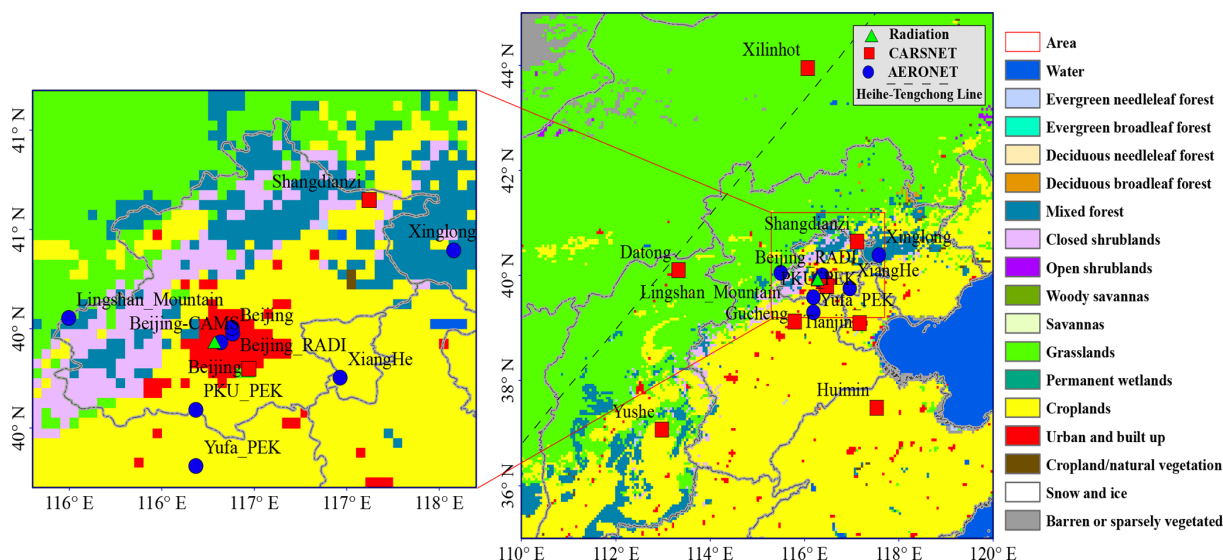 41° N
41° N
40° N
40° N
116° E
116° E
117° E
117° E
118° E
Shangdianzi
Xinglong
Lingshan_Mountain
Beijing
Beijing-CAMS
Beijing_RADI
Beijing
XiangHe
PKU_PEK
Yufa_PEK
44° N
42° N
40° N
38° N
36° N
110° E
112° E
114° E
116° E
118° E
120° E
Xilinhot
Shangdianzi
Xinglong
Datong
Beijing_RADI
PKU_PEK
XiangHe
Lingshan_Mountain
Yufa_PEK
Gucheng
Tianjin
Huimin
Yushe
Radiation
CARSNET
AERONET
Heihe-Tengchong Line
Area
Water
Evergreen needleleaf forest
Evergreen broadleaf forest
Deciduous needleleaf forest
Deciduous broadleaf forest
Mixed forest
Closed shrublands
Open shrublands
Woody savannas
Savannas
Grasslands
Permanent wetlands
Croplands
Urban and built up
Cropland/natural vegetation
Snow and ice
Barren or sparsely vegetated